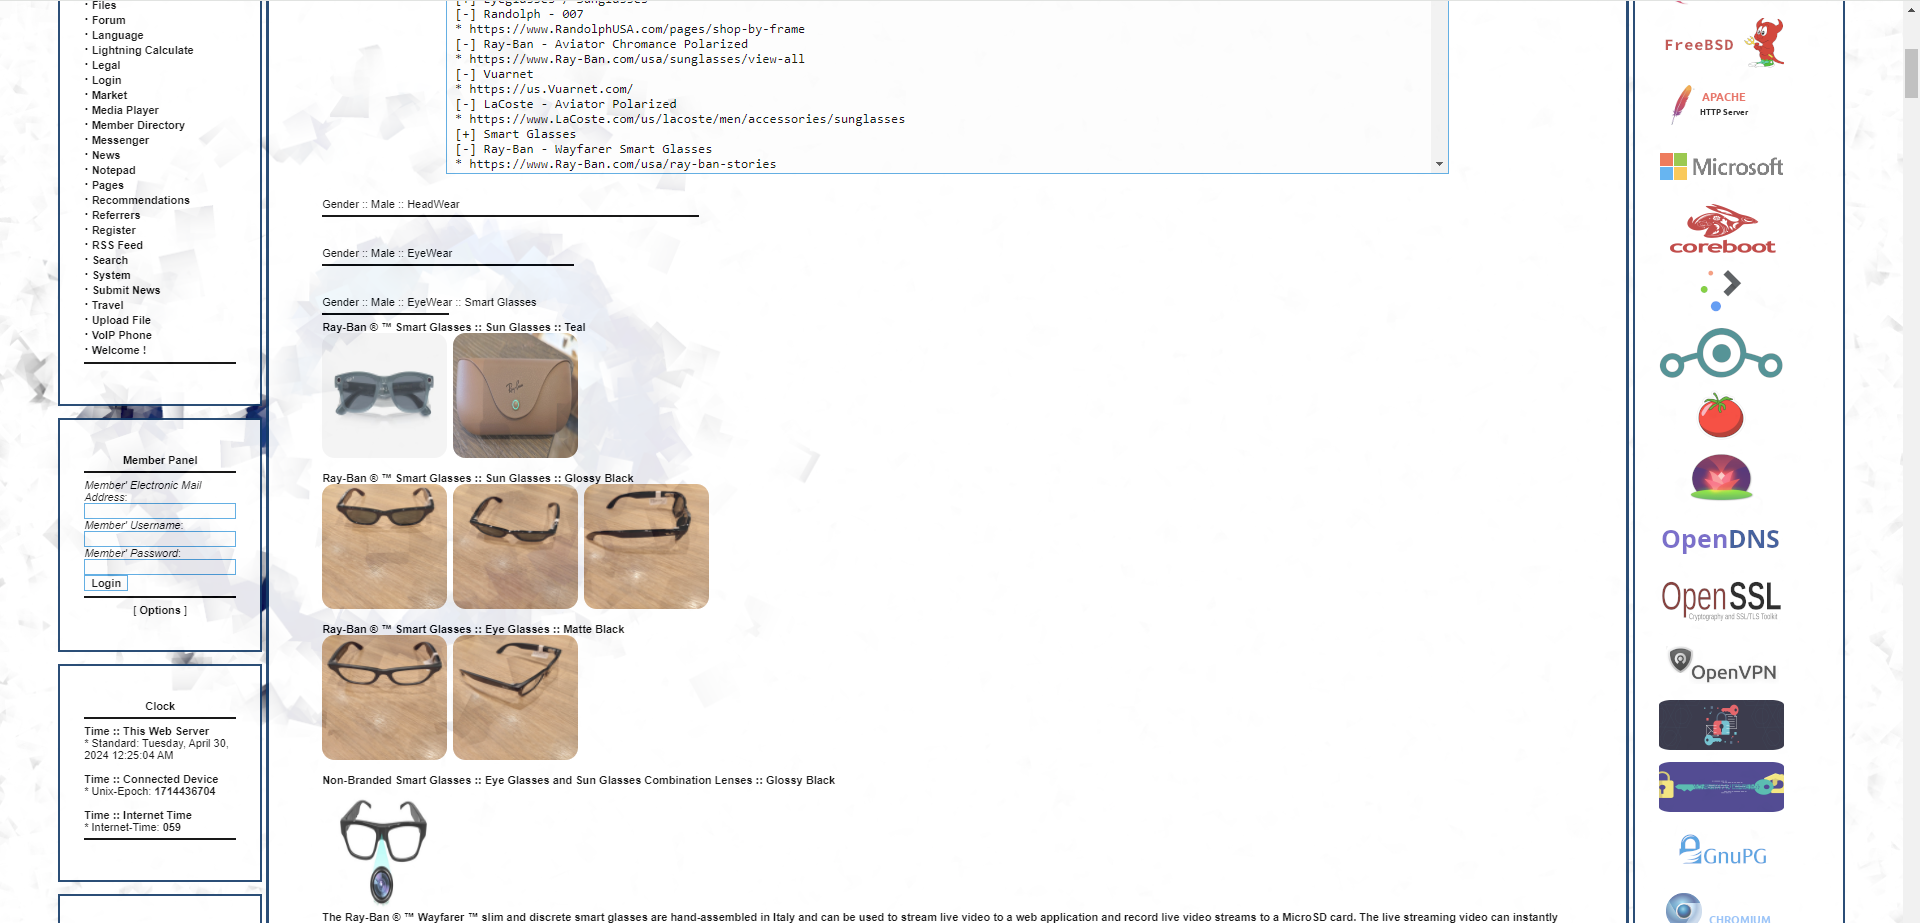 · Files
· Forum
· Language
· Lightning Calculate
· Legal
· Login
· Market
· Media Player
· Member Directory
· Messenger
· News
· Notepad
· Pages
· Recommendations
· Referrers
· Register
· RSS Feed
· Search
· System
· Submit News
· Travel
· Upload File
· VoIP Phone
· Welcome !
Member Panel
Member' Electronic Mail
Address:
Member' Username:
Member' Password:
Login
[ Options ]
Clock
Time :: This Web Server
* Standard: Tuesday, April 30,
2024 12:25:04 AM
Time :: Connected Device
* Unix-Epoch: 1714436704
Time :: Internet Time
* Internet-Time: 059
[+] Eyeglasses / Sunglasses
[-] Randolph - 007
* https://www.RandolphUSA.com/pages/shop-by-frame
[-] Ray-Ban - Aviator Chromance Polarized
* https://www.Ray-Ban.com/usa/sunglasses/view-all
[-] Vuarnet
* https://us.Vuarnet.com/
[-] LaCoste - Aviator Polarized
* https://www.LaCoste.com/us/lacoste/men/accessories/sunglasses
[+] Smart Glasses
[-] Ray-Ban - Wayfarer Smart Glasses
* https://www.Ray-Ban.com/usa/ray-ban-stories
Gender :: Male :: HeadWear
Gender :: Male :: EyeWear
Gender :: Male :: EyeWear :: Smart Glasses
Ray-Ban ® ™ Smart Glasses :: Sun Glasses :: Teal
Ray-Ban
Ray-Ban ® ™ Smart Glasses :: Sun Glasses :: Glossy Black
Ray-Ban ® ™ Smart Glasses :: Eye Glasses :: Matte Black
Non-Branded Smart Glasses :: Eye Glasses and Sun Glasses Combination Lenses :: Glossy Black
The Ray-Ban ® ™ Wayfarer ™ slim and discrete smart glasses are hand-assembled in Italy and can be used to stream live video to a web application and record live video streams to a MicroSD card. The live streaming video can instantly
FreeBSD
APACHE
HTTP Server
Microsoft
coreboot
OpenDNS
OpenSSL
Cryptography and SSL/TLS Toolkit
OpenVPN
GnuPG
CHROMIUM